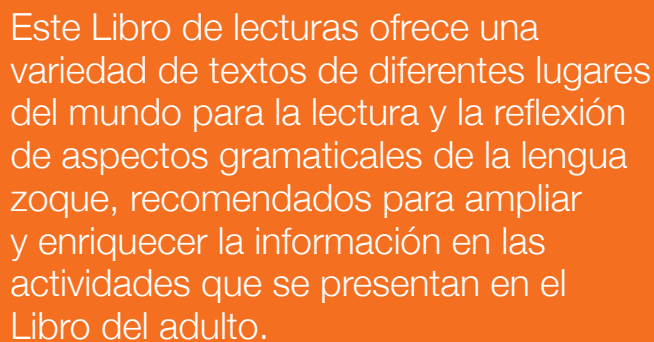 Este Libro de lecturas ofrece una
variedad de textos de diferentes lugares
del mundo para la lectura y la reflexión
de aspectos gramaticales de la lengua
zoque, recomendados para ampliar
y enriquecer la información en las
actividades que se presentan en el
Libro del adulto.